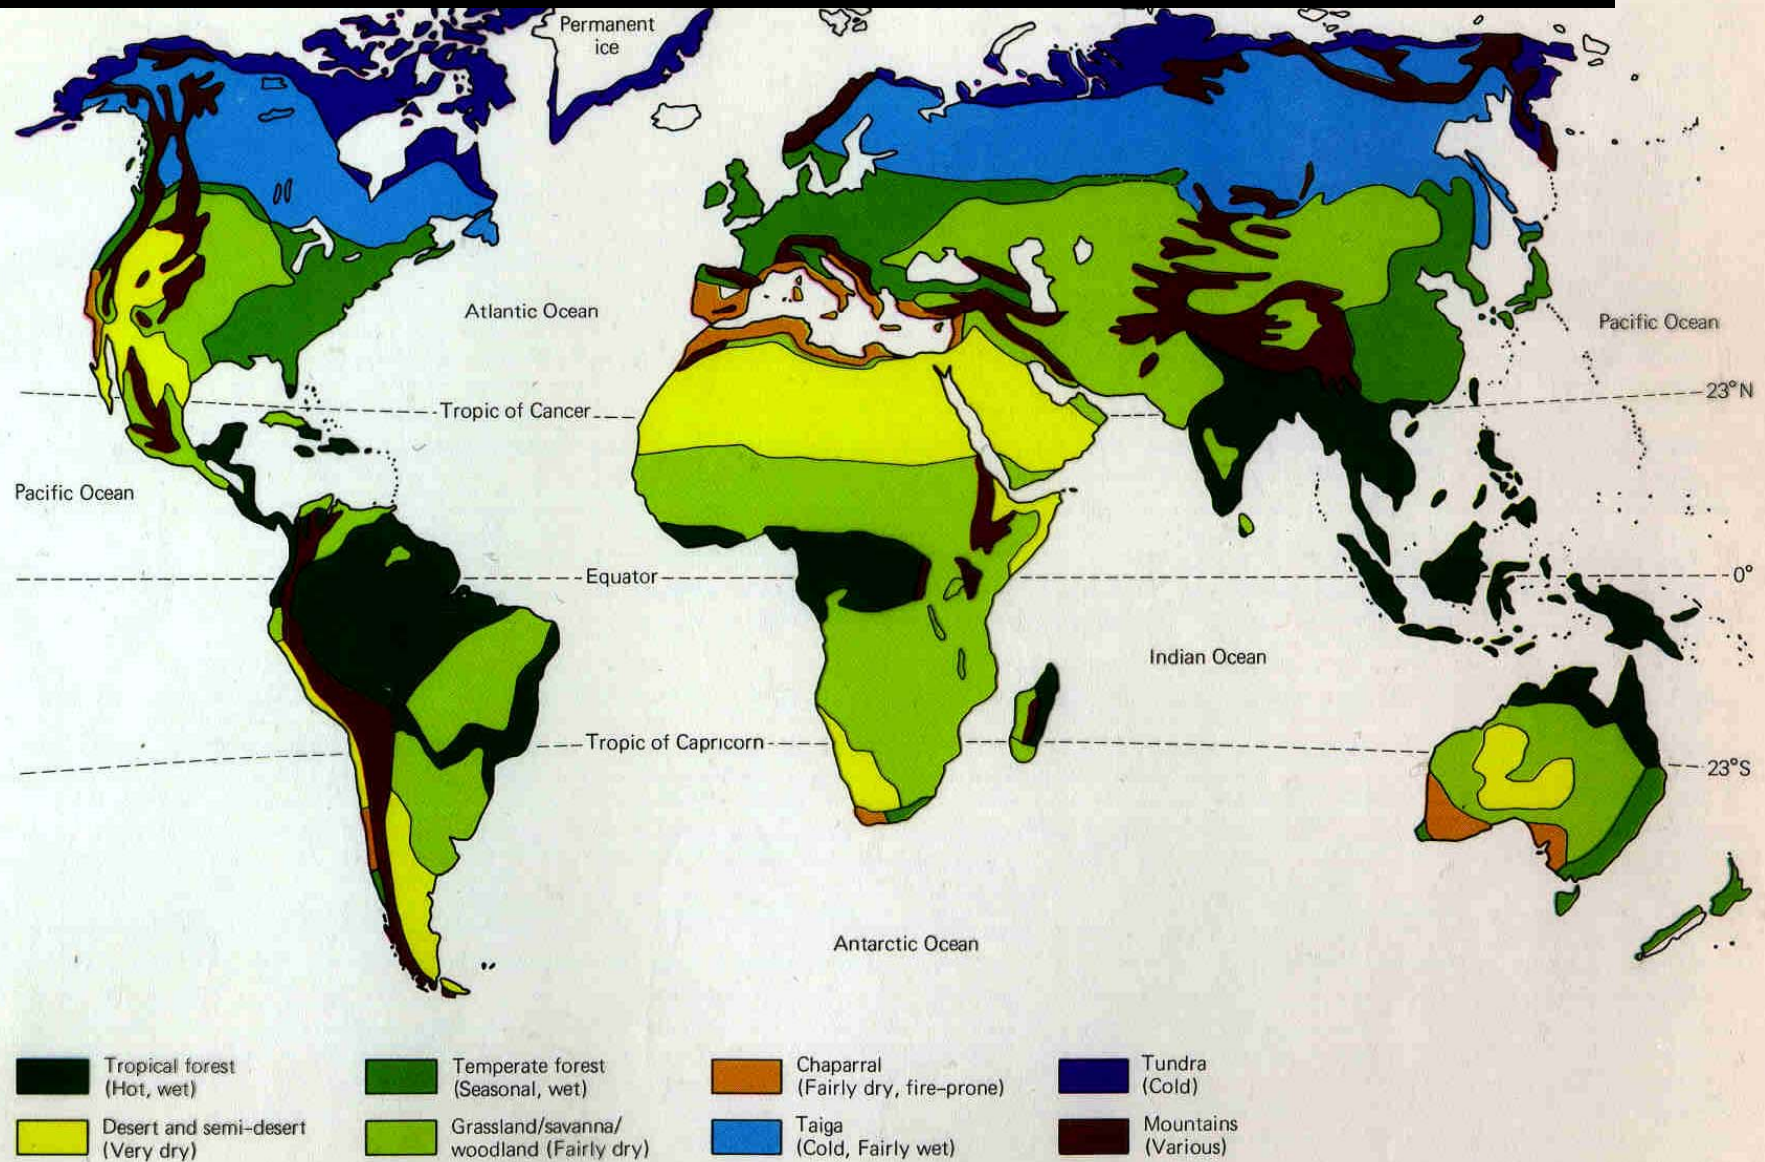 Permanent
ice
Atlantic Ocean
Pacific Ocean
Tropic of Cancer
23°N
Pacific Ocean
Equator
0°
Indian Ocean
Tropic of Capricorn
23°S
Antarctic Ocean
Tropical forest
(Hot, wet)
Temperate forest
(Seasonal, wet)
Chaparral
(Fairly dry, fire-prone)
Tundra
(Cold)
Desert and semi-desert
(Very dry)
Grassland/savanna/
woodland (Fairly dry)
Taiga
(Cold, Fairly wet)
Mountains
(Various)